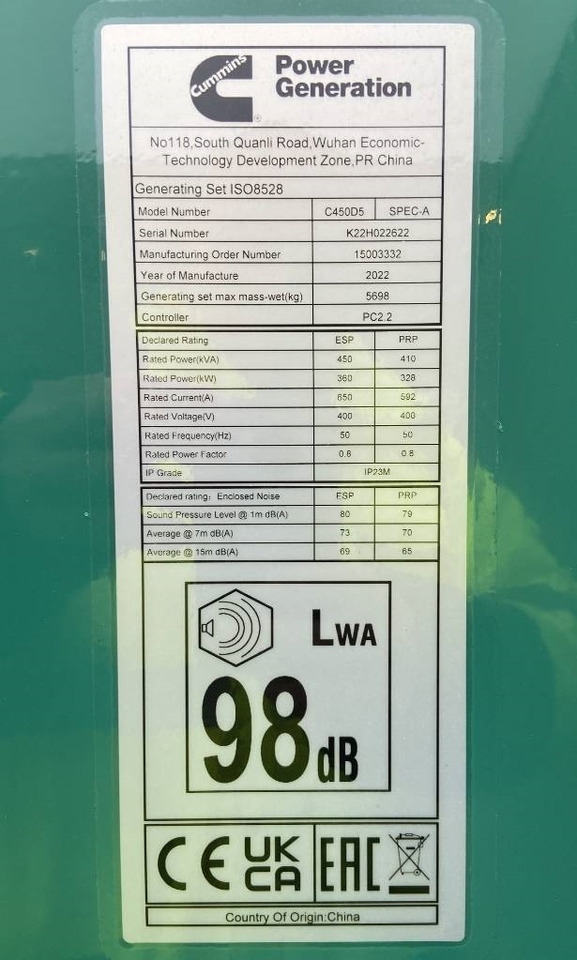 Cummins
Power
Generation
No118,South Quanli Road,Wuhan Economic-
Technology Development Zone,PR China
Generating Set ISO8528
Model Number C450D5 SPEC-A
Serial Number K22H022622
Manufacturing Order Number 15003332
Year of Manufacture 2022
Generating set max mass-wet(kg) 5698
Controller PC2.2
Declared Rating ESP PRP
Rated Power(kVA) 450 410
Rated Power(kW) 360 328
Rated Current(A) 650 592
Rated Voltage(V) 400 400
Rated Frequency(Hz) 50 50
Rated Power Factor 0.8 0.8
IP Grade IP23M
Declared rating: Enclosed Noise ESP PRP
Sound Pressure Level @ 1m dB(A) 80 79
Average @ 7m dB(A) 73 70
Average @ 15m dB(A) 69 65
LWA
98dB
CE UK CA EAC
Country Of Origin:China